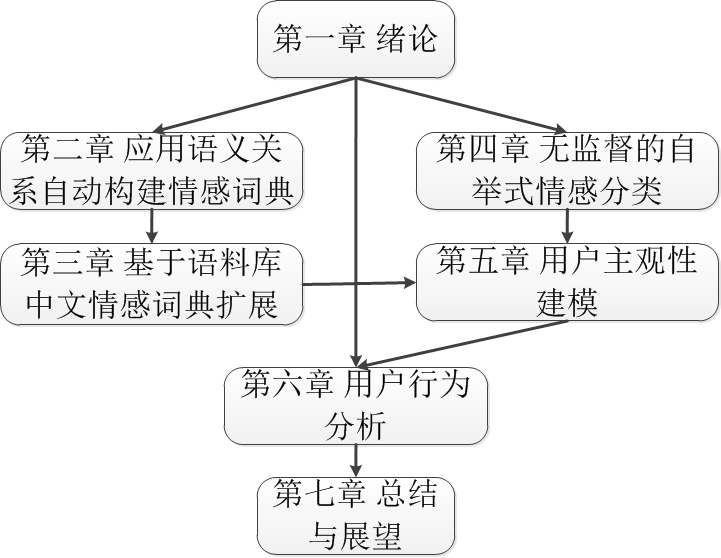 第一章 绪论
第二章 应用语义关
系自动构建情感词典
第四章 无监督的自
举式情感分类
第三章 基于语料库
中文情感词典扩展
第五章 用户主观性
建模
第六章 用户行为
分析
第七章 总结
与展望